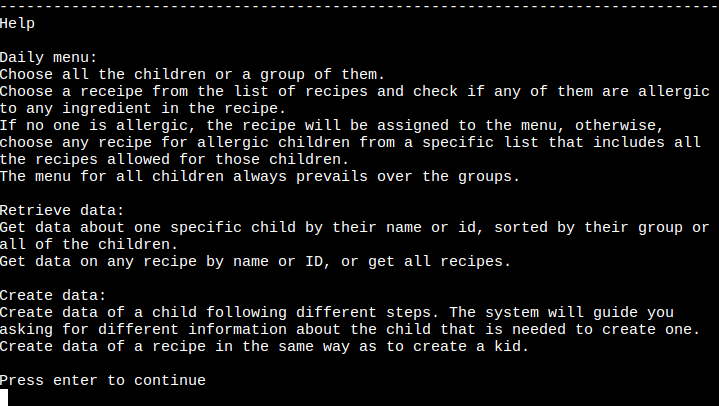 --------------------------------------------------------------------------------
Help
Daily menu:
Choose all the children or a group of them.
Choose a receipe from the list of recipes and check if any of them are allergic
to any ingredient in the recipe.
If no one is allergic, the recipe will be assigned to the menu, otherwise,
choose any recipe for allergic children from a specific list that includes all
the recipes allowed for those children.
The menu for all children always prevails over the groups.
Retrieve data:
Get data about one specific child by their name or id, sorted by their group or
all of the children.
Get data on any recipe by name or ID, or get all recipes.
Create data:
Create data of a child following different steps. The system will guide you
asking for different information about the child that is needed to create one.
Create data of a recipe in the same way as to create a kid.
Press enter to continue